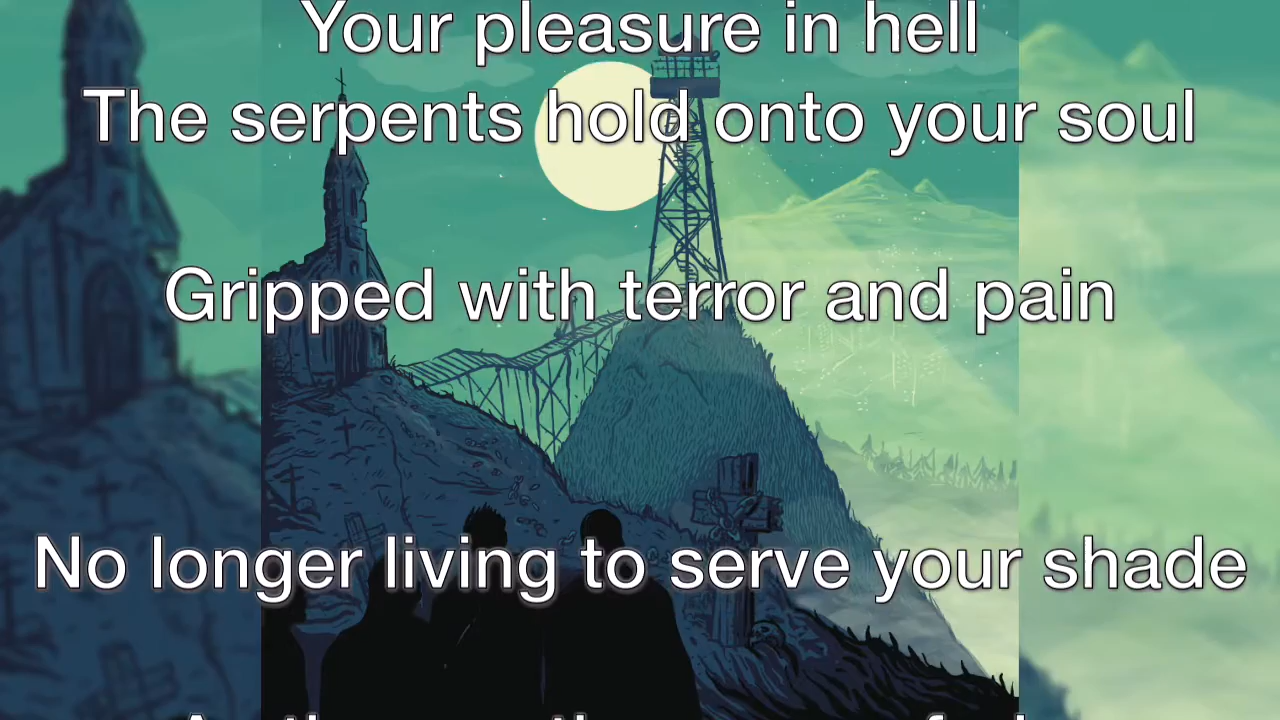 Your pleasure in hell
The serpents hold onto your soul
Gripped with terror and pain
No longer living to serve your shade